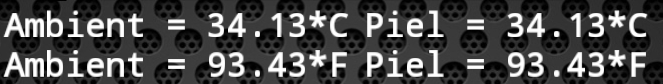 Ambient = 34.13*C Piel = 34.13*C
Ambient = 93.43*F Piel = 93.43*F